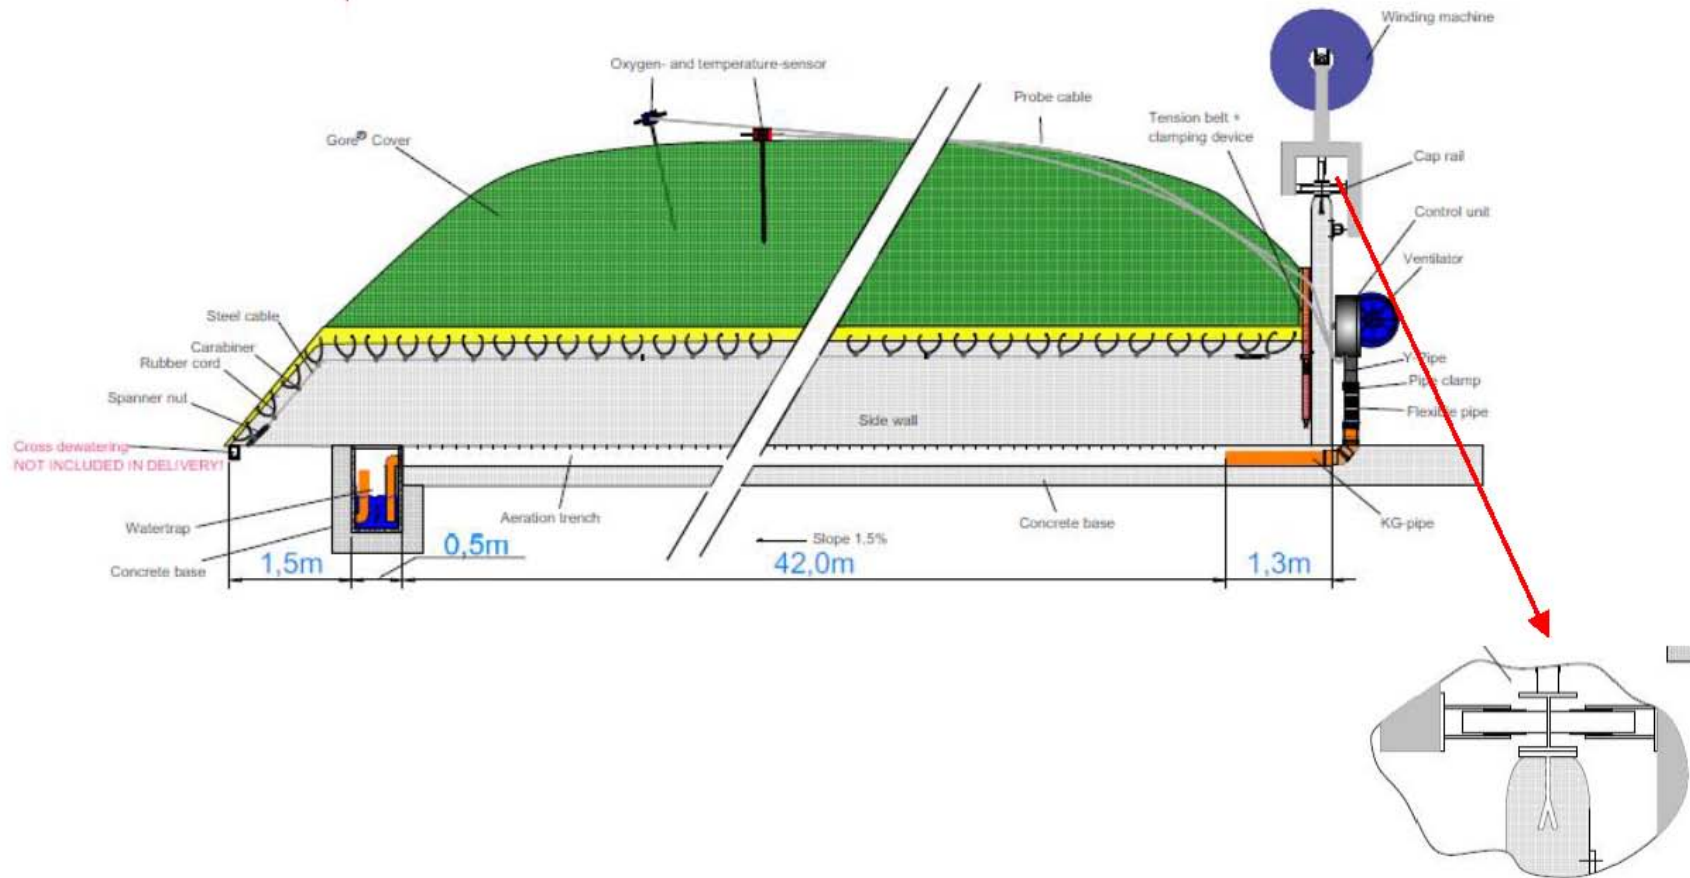 Winding machine
Oxygen- and temperature-sensor
Probe cable
Tension belt +
clamping device
Gore® Cover
Cap rail
Control unit
Ventilator
Steel cable
Carabiner
Rubber cord
Spanner nut
Y-Pipe
Pipe clamp
Flexible pipe
Side wall
Cross dewatering
NOT INCLUDED IN DELIVERY!
Watertrap
Aeration trench
Concrete base
KG-pipe
Concrete base
Slope 1.5%
1,5m
0,5m
42,0m
1,3m